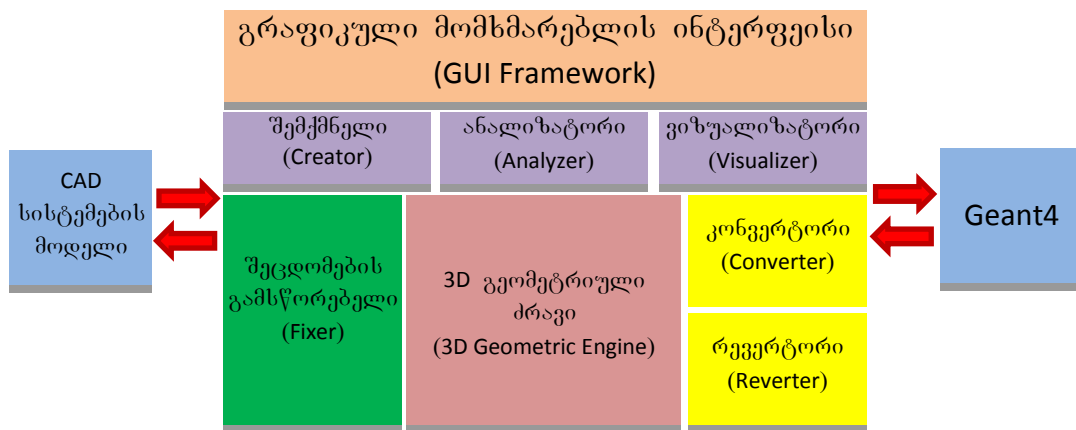 გრაფიკული მომხმარებლის ინტერფეისი
(GUI Framework)
შემქმნელი
(Creator)
ანალიზატორი
(Analyzer)
ვიზუალიზატორი
(Visualizer)
CAD
სისტემების
მოდელი
შეცდომების
გამსწორებელი
(Fixer)
3D გეომეტრიული
ძრავი
(3D Geometric Engine)
კონვერტორი
(Converter)
რევერტორი
(Reverter)
Geant4